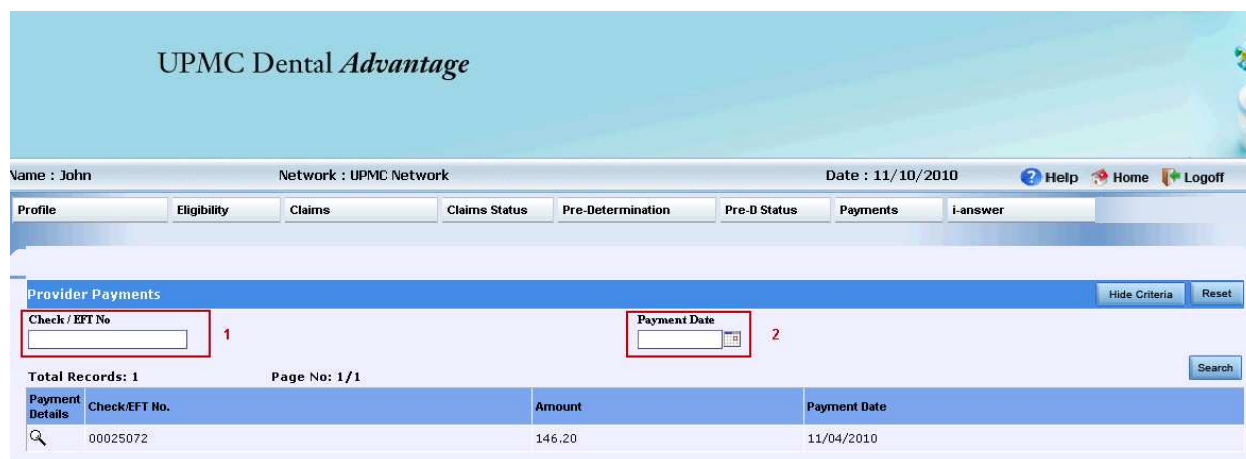 UPMC Dental Advantage
Name : John Network : UPMC Network Date : 11/10/2010 Help Home Logoff
Profile Eligibility Claims Claims Status Pre-Determination Pre-D Status Payments i-answer
Provider Payments Hide Criteria Reset
Check / EFT No Payment Date
1 2
Search
Total Records: 1 Page No: 1/1
Payment Details Check/EFT No. Amount Payment Date
00025072 146.20 11/04/2010